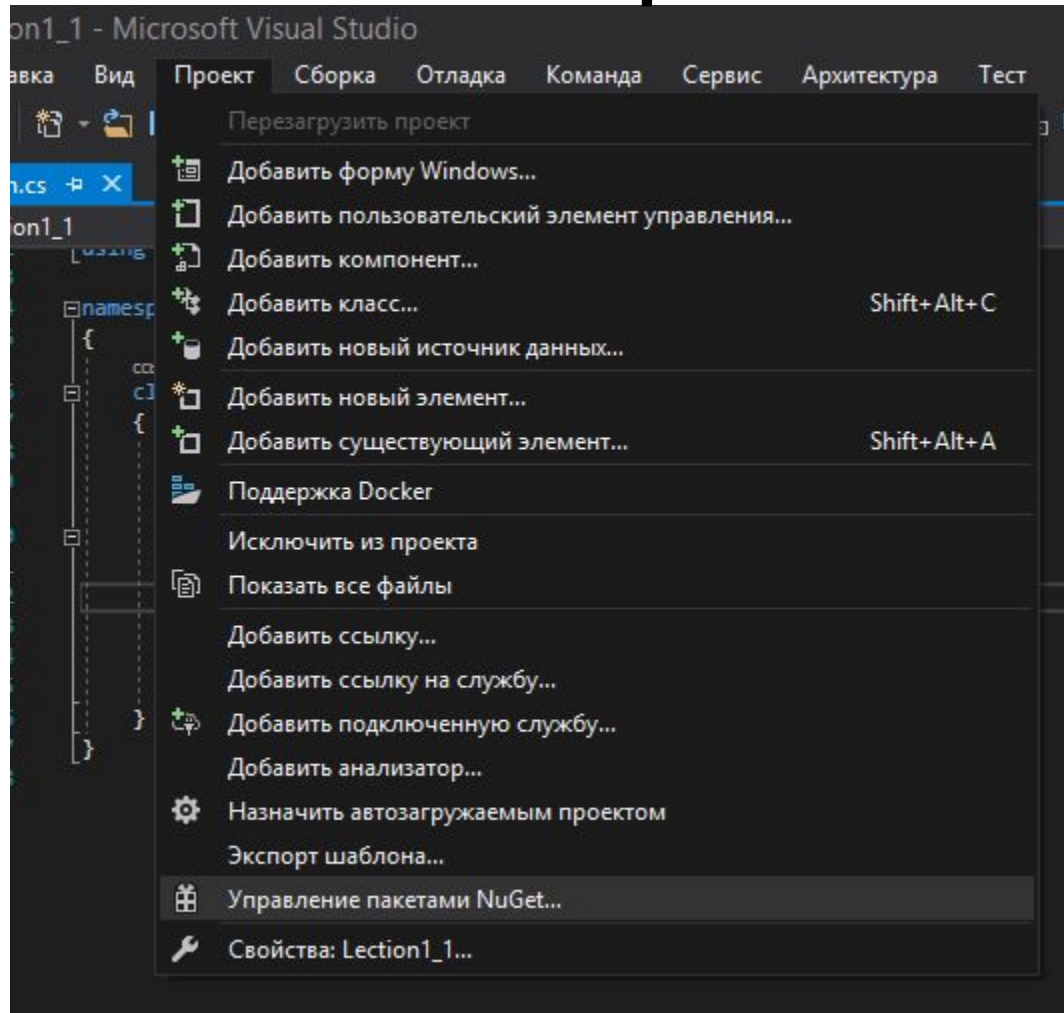 on1_1 - Microsoft Visual Studio
авка Вид Проект Сборка Отладка Команда Сервис Архитектура Тест
Перезагрузить проект
Добавить форму Windows...
n.cs
Добавить пользовательский элемент управления...
ion1_1
using
Добавить компонент...
Добавить класс... Shift+Alt+C
namesp
{
Добавить новый источник данных...
ссы
cl
Добавить новый элемент...
{
Добавить существующий элемент... Shift+Alt+A
Поддержка Docker
Исключить из проекта
Показать все файлы
Добавить ссылку...
Добавить ссылку на службу...
} Добавить подключенную службу...
}
Добавить анализатор...
Назначить автозагружаемым проектом
Экспорт шаблона...
Управление пакетами NuGet...
Свойства: Lection1_1...